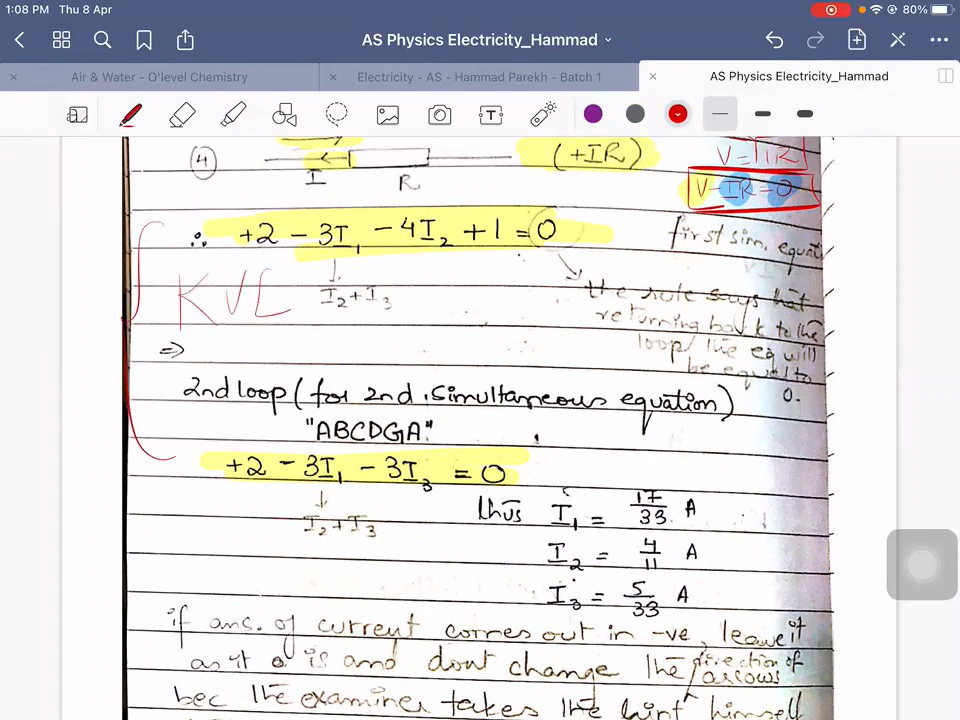 1:08 PM Thu 8 Apr
80%
AS Physics Electricity_Hammad
Air & Water - O'level Chemistry
Electricity - AS - Hammad Parekh - Batch 1
AS Physics Electricity_Hammad
V = IR
4
(+IR)
V - IR = 0
I
R
∴ +2 - 3I₁ - 4I₂ + 1 = 0
first sim. equati
I₂ + I₃
KVL
the rule says that
returning back to the
loop the eq will
be equal to
0.
⇒
2nd loop (for 2nd simultaneous equation)
"ABCDGA"
+2 - 3I₁ - 3I₃ = 0
I₂ + I₃
thus I₁ = 17/33 A
I₂ = 4/11 A
I₃ = 5/33 A
if ans. of current comes out in -ve, leave it
as it is and dont change the direction of arrows
bec the examiner takes the hint himself